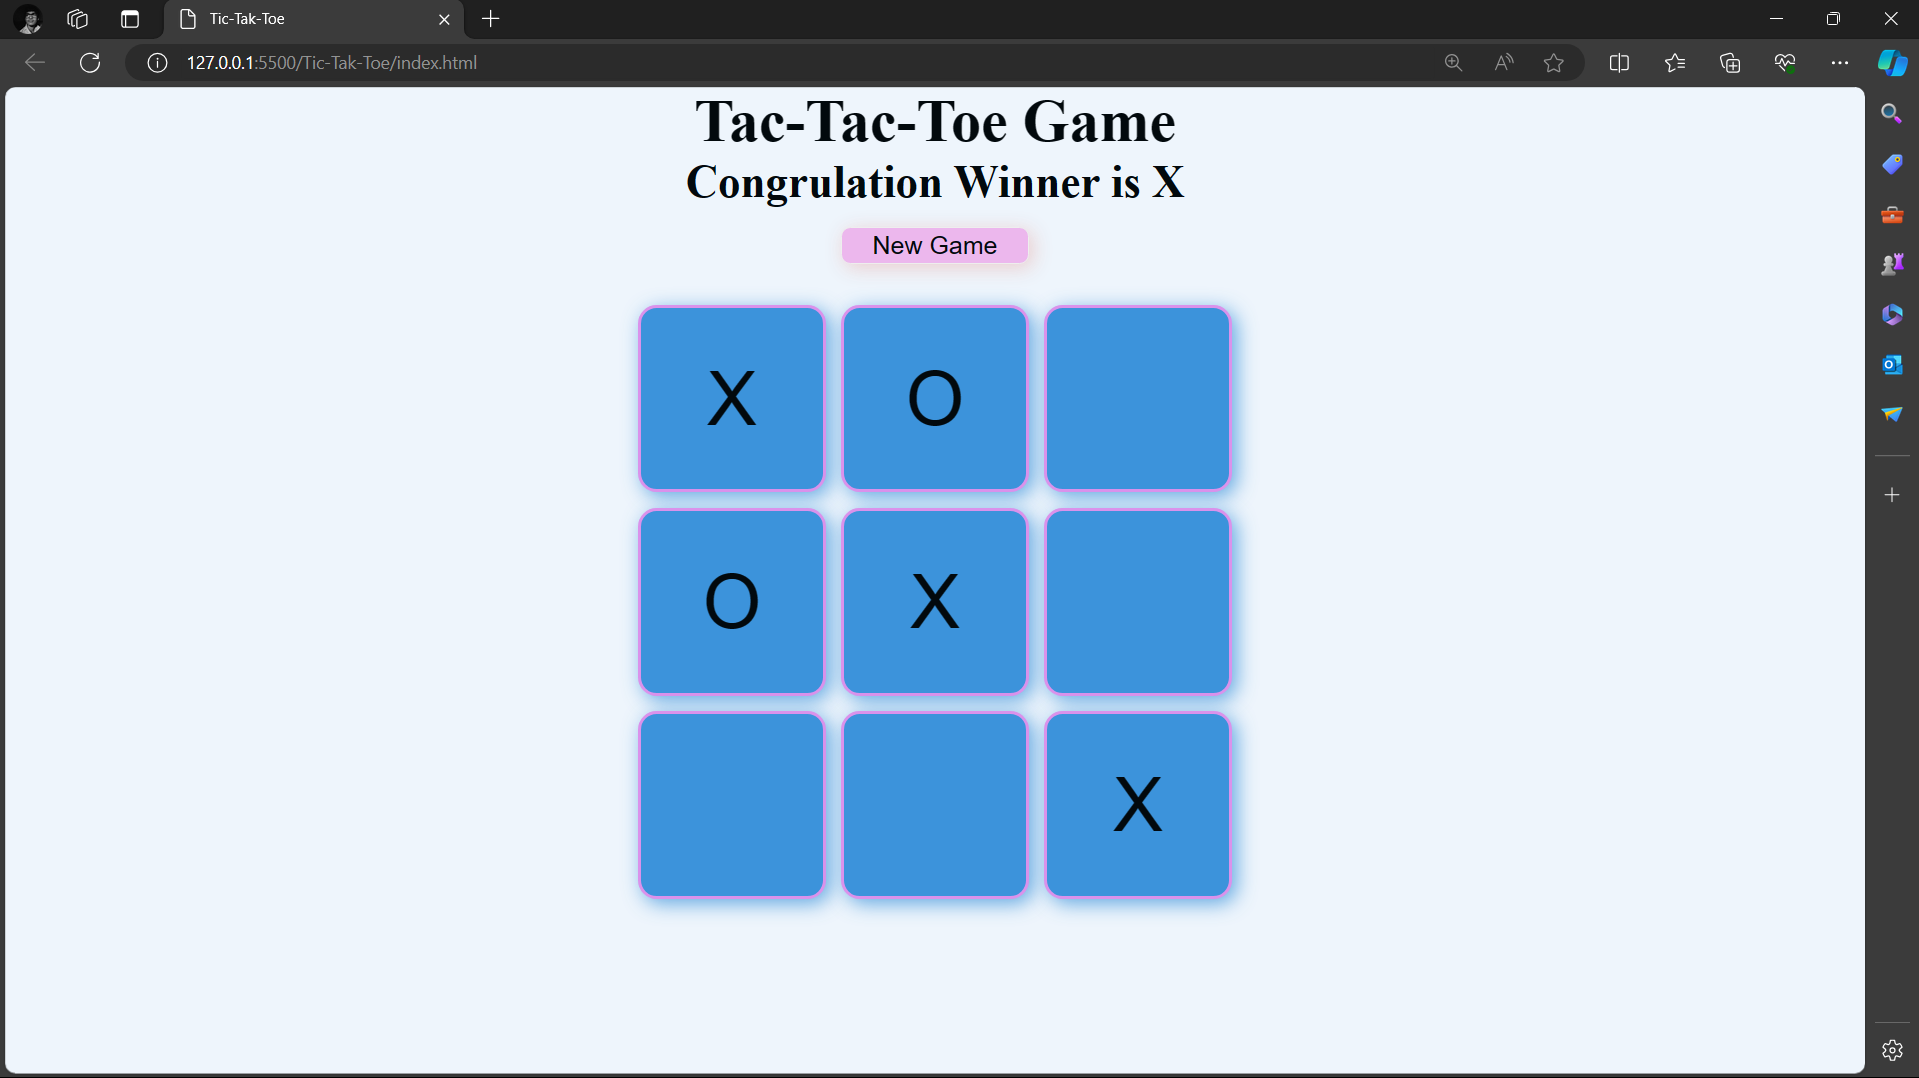 Tic-Tak-Toe
127.0.0.1:5500/Tic-Tak-Toe/index.html
Tac-Tac-Toe Game
Congrulation Winner is X
New Game
X O
O X
X